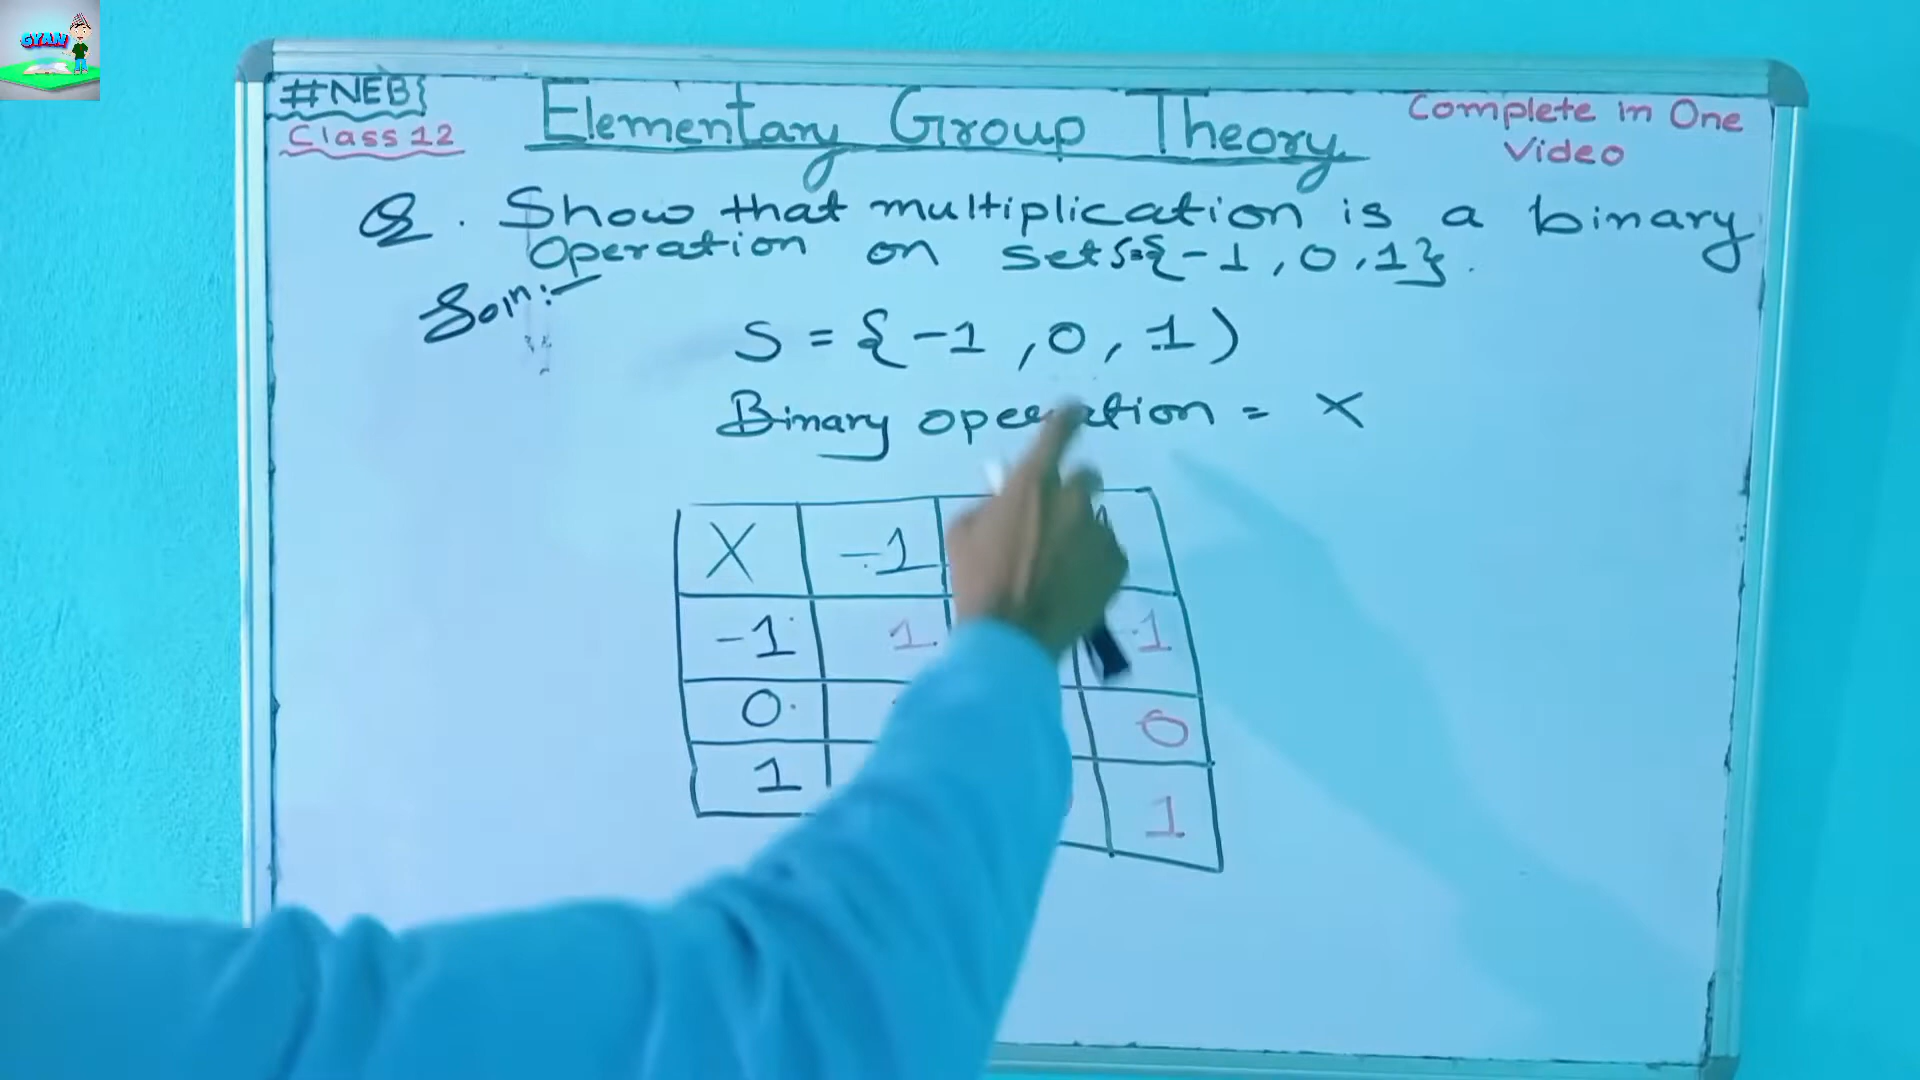 GYAN
#NEB}
Class 12
Elementary Group Theory
Complete in One
Video
Q. Show that multiplication is a binary
operation on set S={-1, 0, 1}.
Soln:-
S = {-1, 0, 1)
Binary operation = X
X -1
-1 1 -1
0 0
1 1